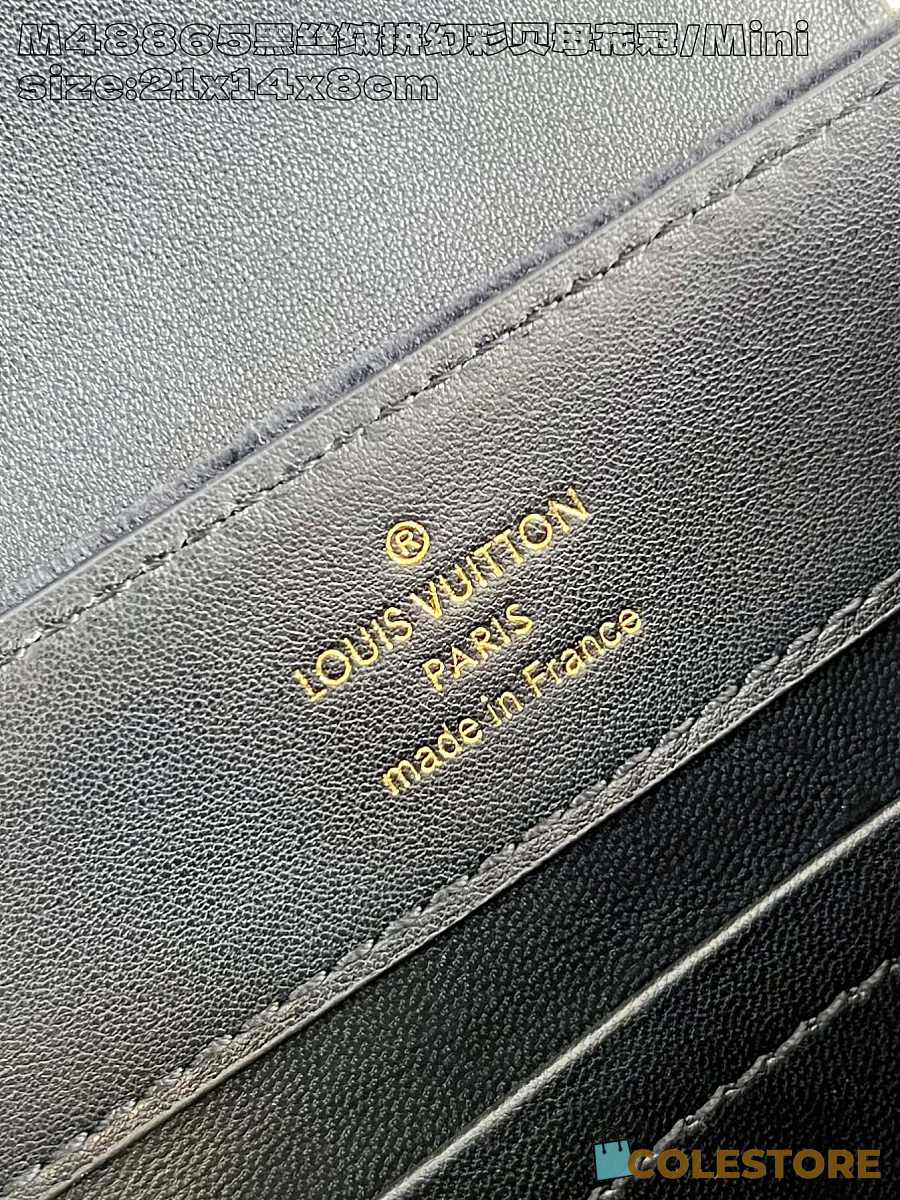 M48865黑丝绒拼幻彩贝母花冠/Mini
size:21x14x8cm
®
LOUIS VUITTON
PARIS
made in France
COLESTORE